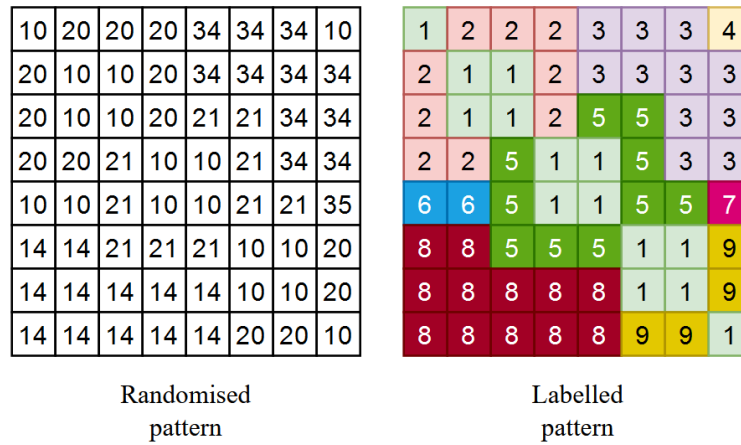 10 20 20 20 34 34 34 10 1 2 2 2 3 3 3 4
20 10 10 20 34 34 34 34 2 1 1 2 3 3 3 3
20 10 10 20 21 21 34 34 2 1 1 2 5 5 3 3
20 20 21 10 10 21 34 34 2 2 5 1 1 5 3 3
10 10 21 10 10 21 21 35 6 6 5 1 1 5 5 7
14 14 21 21 21 10 10 20 8 8 5 5 5 1 1 9
14 14 14 14 14 10 10 20 8 8 8 8 8 1 1 9
14 14 14 14 14 20 20 10 8 8 8 8 8 9 9 1
Randomised Labelled
pattern pattern